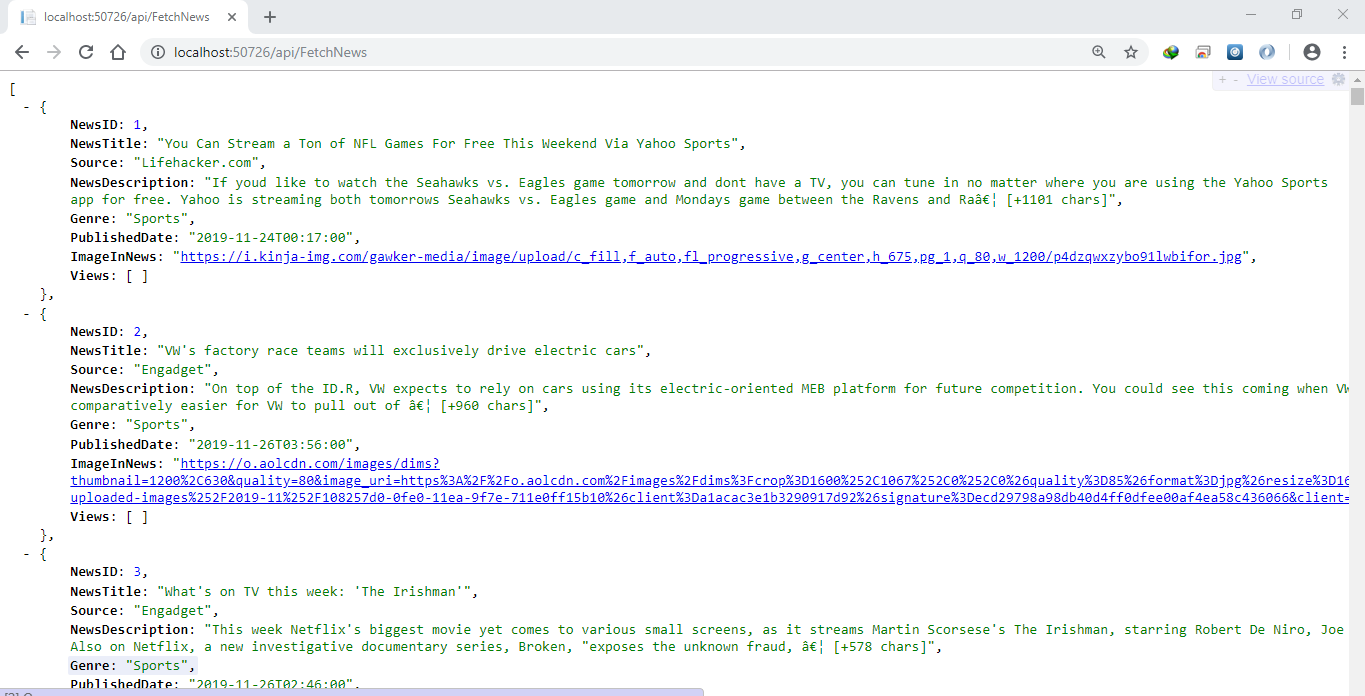 localhost:50726/api/FetchNews
localhost:50726/api/FetchNews
+ - View source
[
- {
NewsID: 1,
NewsTitle: "You Can Stream a Ton of NFL Games For Free This Weekend Via Yahoo Sports",
Source: "Lifehacker.com",
NewsDescription: "If youd like to watch the Seahawks vs. Eagles game tomorrow and dont have a TV, you can tune in no matter where you are using the Yahoo Sports
app for free. Yahoo is streaming both tomorrows Seahawks vs. Eagles game and Mondays game between the Ravens and Raâ€¦ [+1101 chars]",
Genre: "Sports",
PublishedDate: "2019-11-24T00:17:00",
ImageInNews: "https://i.kinja-img.com/gawker-media/image/upload/c_fill,f_auto,fl_progressive,g_center,h_675,pg_1,q_80,w_1200/p4dzqwxzybo91lwbifor.jpg",
Views: [ ]
},
- {
NewsID: 2,
NewsTitle: "VW's factory race teams will exclusively drive electric cars",
Source: "Engadget",
NewsDescription: "On top of the ID.R, VW expects to rely on cars using its electric-oriented MEB platform for future competition. You could see this coming when VW
comparatively easier for VW to pull out of â€¦ [+960 chars]",
Genre: "Sports",
PublishedDate: "2019-11-26T03:56:00",
ImageInNews: "https://o.aolcdn.com/images/dims?
thumbnail=1200%2C630&quality=80&image_uri=https%3A%2F%2Fo.aolcdn.com%2Fimages%2Fdims%3Fcrop%3D1600%252C1067%252C0%252C0%26quality%3D85%26format%3Djpg%26resize%3D16
uploaded-images%252F2019-11%252F108257d0-0fe0-11ea-9f7e-711e0ff15b10%26client%3Da1acac3e1b3290917d92%26signature%3Decd29798a98db40d4ff0dfee00af4ea58c436066&client=
Views: [ ]
},
- {
NewsID: 3,
NewsTitle: "What's on TV this week: 'The Irishman'",
Source: "Engadget",
NewsDescription: "This week Netflix's biggest movie yet comes to various small screens, as it streams Martin Scorsese's The Irishman, starring Robert De Niro, Joe
Also on Netflix, a new investigative documentary series, Broken, "exposes the unknown fraud, â€¦ [+578 chars]",
Genre: "Sports",
PublishedDate: "2019-11-26T02:46:00",